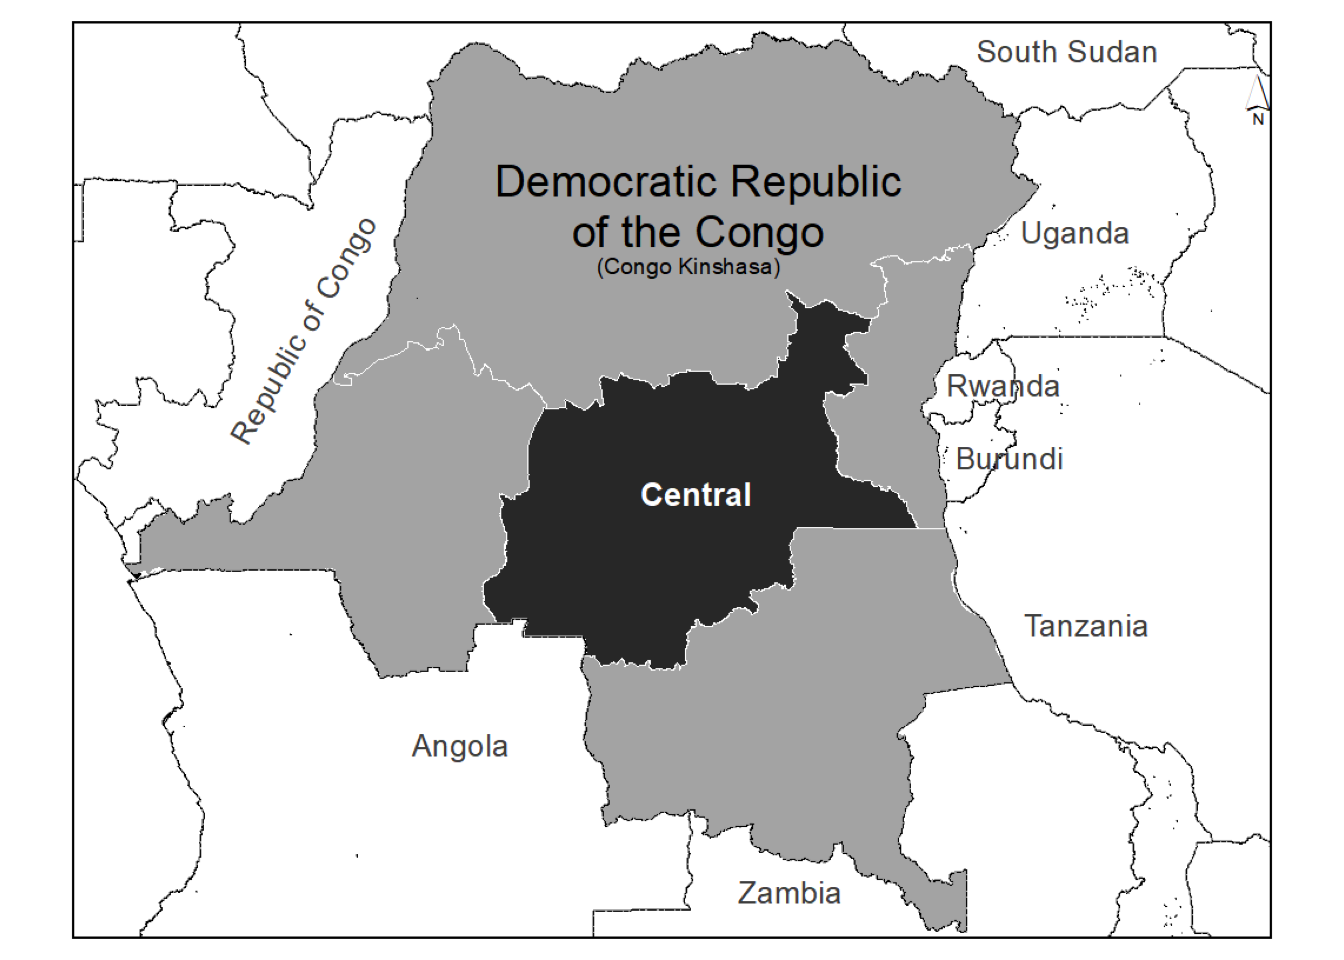 South Sudan
N
Democratic Republic
of the Congo
(Congo Kinshasa)
Uganda
Republic of Congo
Rwanda
Burundi
Central
Tanzania
Angola
Zambia